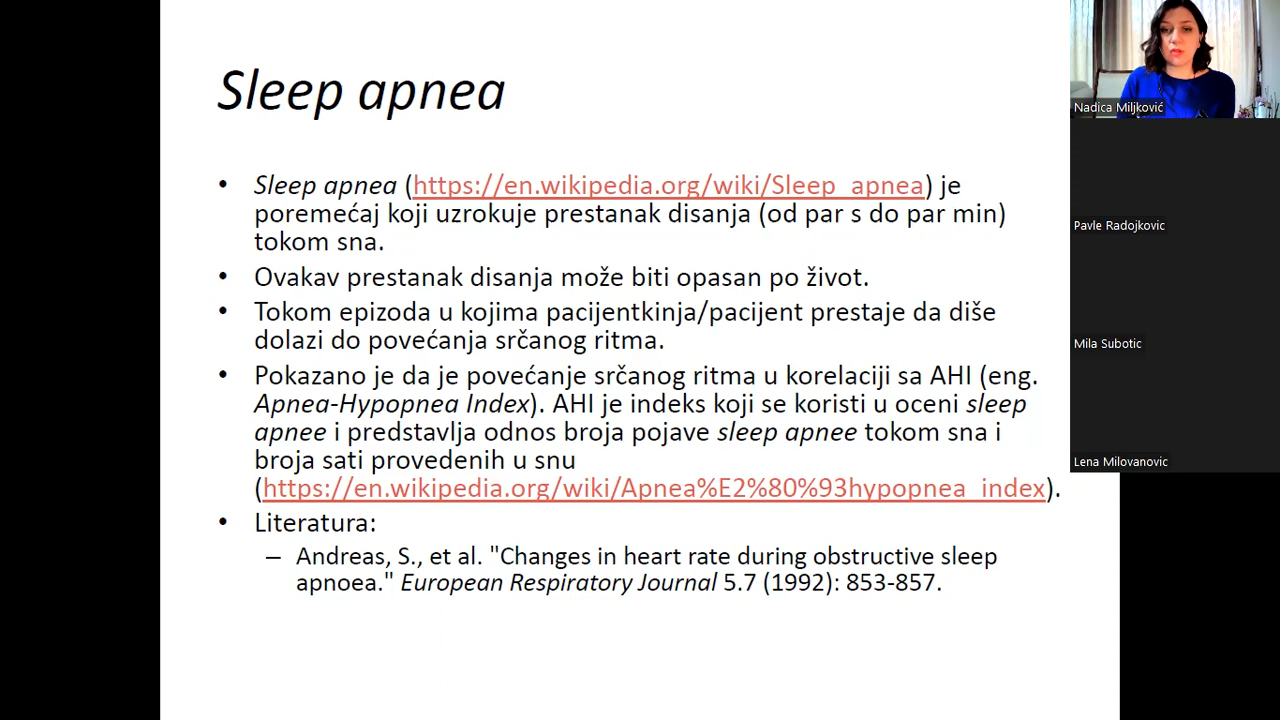 Sleep apnea
• Sleep apnea (https://en.wikipedia.org/wiki/Sleep_apnea) je
poremećaj koji uzrokuje prestanak disanja (od par s do par min)
tokom sna.
• Ovakav prestanak disanja može biti opasan po život.
• Tokom epizoda u kojima pacijentkinja/pacijent prestaje da diše
dolazi do povećanja srčanog ritma.
• Pokazano je da je povećanje srčanog ritma u korelaciji sa AHI (eng.
Apnea-Hypopnea Index). AHI je indeks koji se koristi u oceni sleep
apnee i predstavlja odnos broja pojave sleep apnee tokom sna i
broja sati provedenih u snu
(https://en.wikipedia.org/wiki/Apnea%E2%80%93hypopnea_index).
• Literatura:
– Andreas, S., et al. "Changes in heart rate during obstructive sleep
apnoea." European Respiratory Journal 5.7 (1992): 853-857.
Nadica Miljković
Pavle Radojkovic
Mila Subotic
Lena Milovanovic